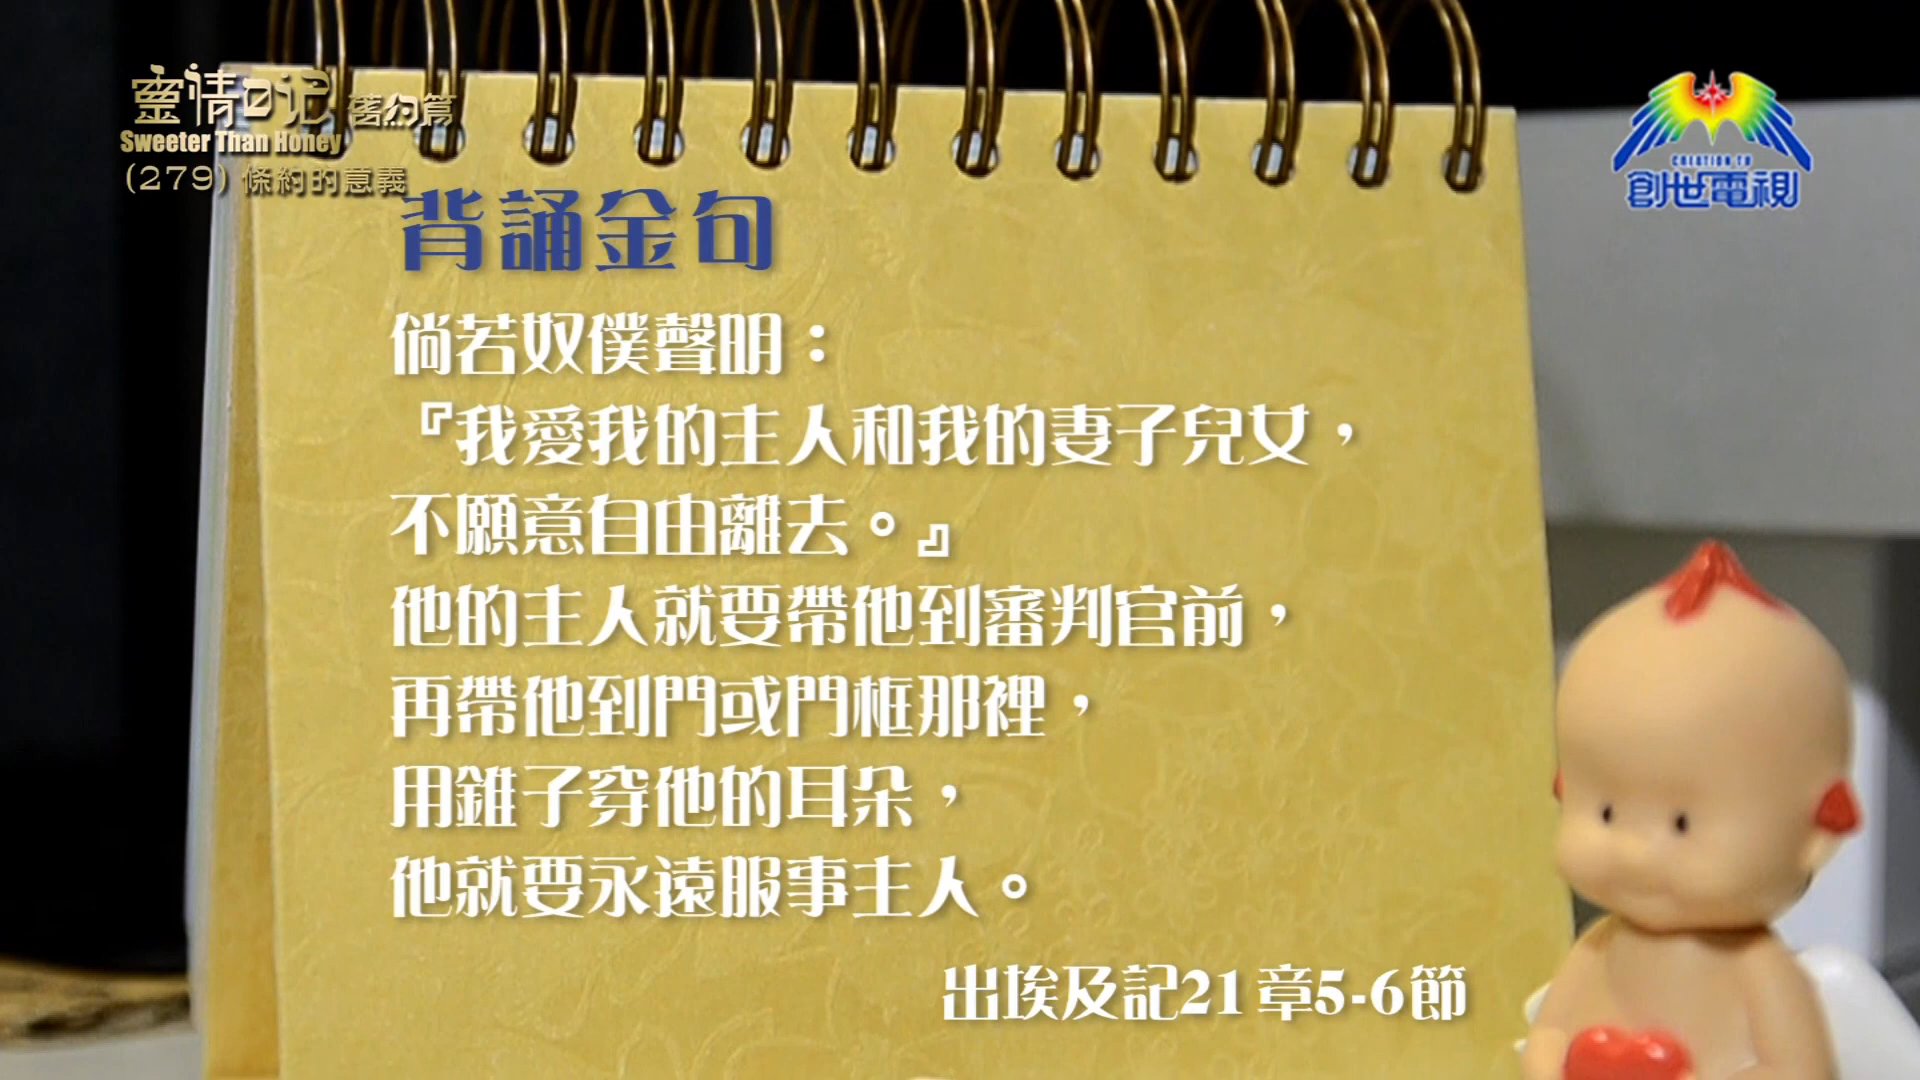 靈情日记 舊約篇
Sweeter Than Honey
(279) 條約的意義
CREATION TV
創世電視
背誦金句
倘若奴僕聲明：
『我愛我的主人和我的妻子兒女，
不願意自由離去。』
他的主人就要帶他到審判官前，
再帶他到門或門框那裡，
用錐子穿他的耳朵，
他就要永遠服事主人。
出埃及記21章5-6節